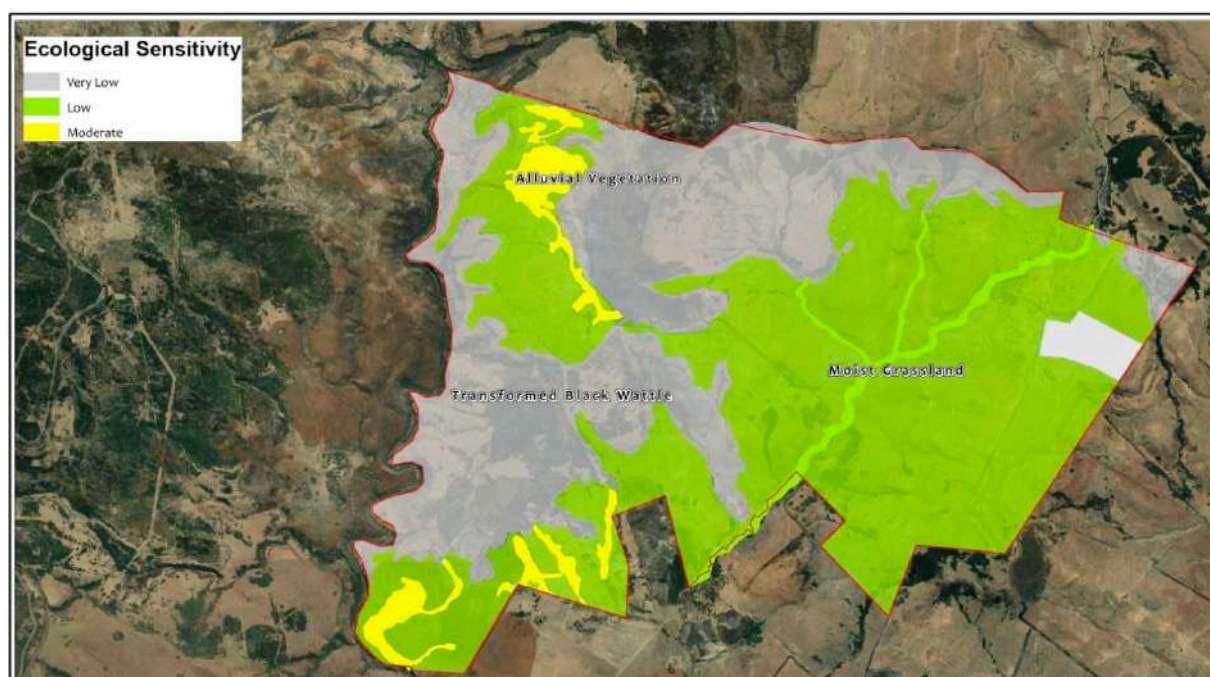 Ecological Sensitivity
Very Low
Low
Moderate
Alluvial Vegetation
Moist Grassland
Transformed Black Wattle